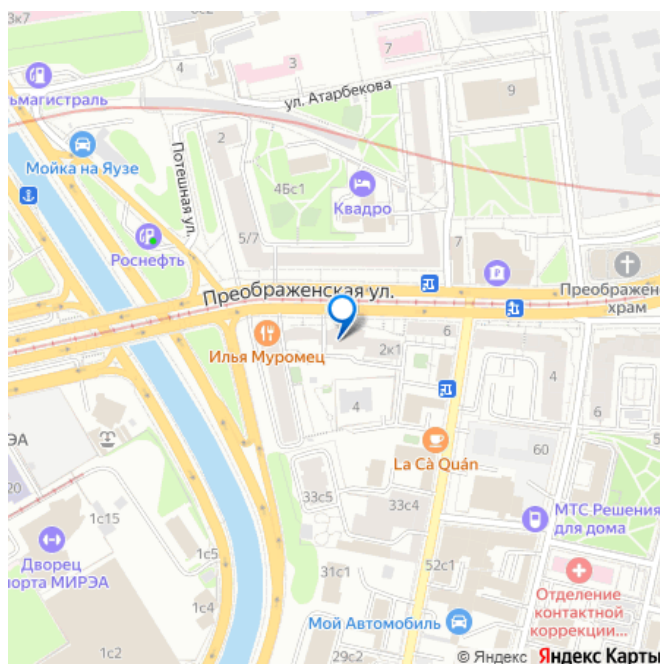 3к7
7
4
3
ул. Атарбекова
9
ьмагистраль
Мойка на Яузе
Потешная ул.
2
4Бс1
Квадро
5/7
7
Роснефть
Преображенская ул.
Преображен
храм
6
Илья Муромец
2к1
4
4
6
5
ЭА
La Cà Quán
60
20
33с5
33с4
МТС Решения
для дома
1с15
Дворец
порта МИРЭА
1с5
52с1
31с1
Отделение
контактной
коррекции...
1с4
Мой Автомобиль
1с2
29с2
© Яндекс Яндекс Карты